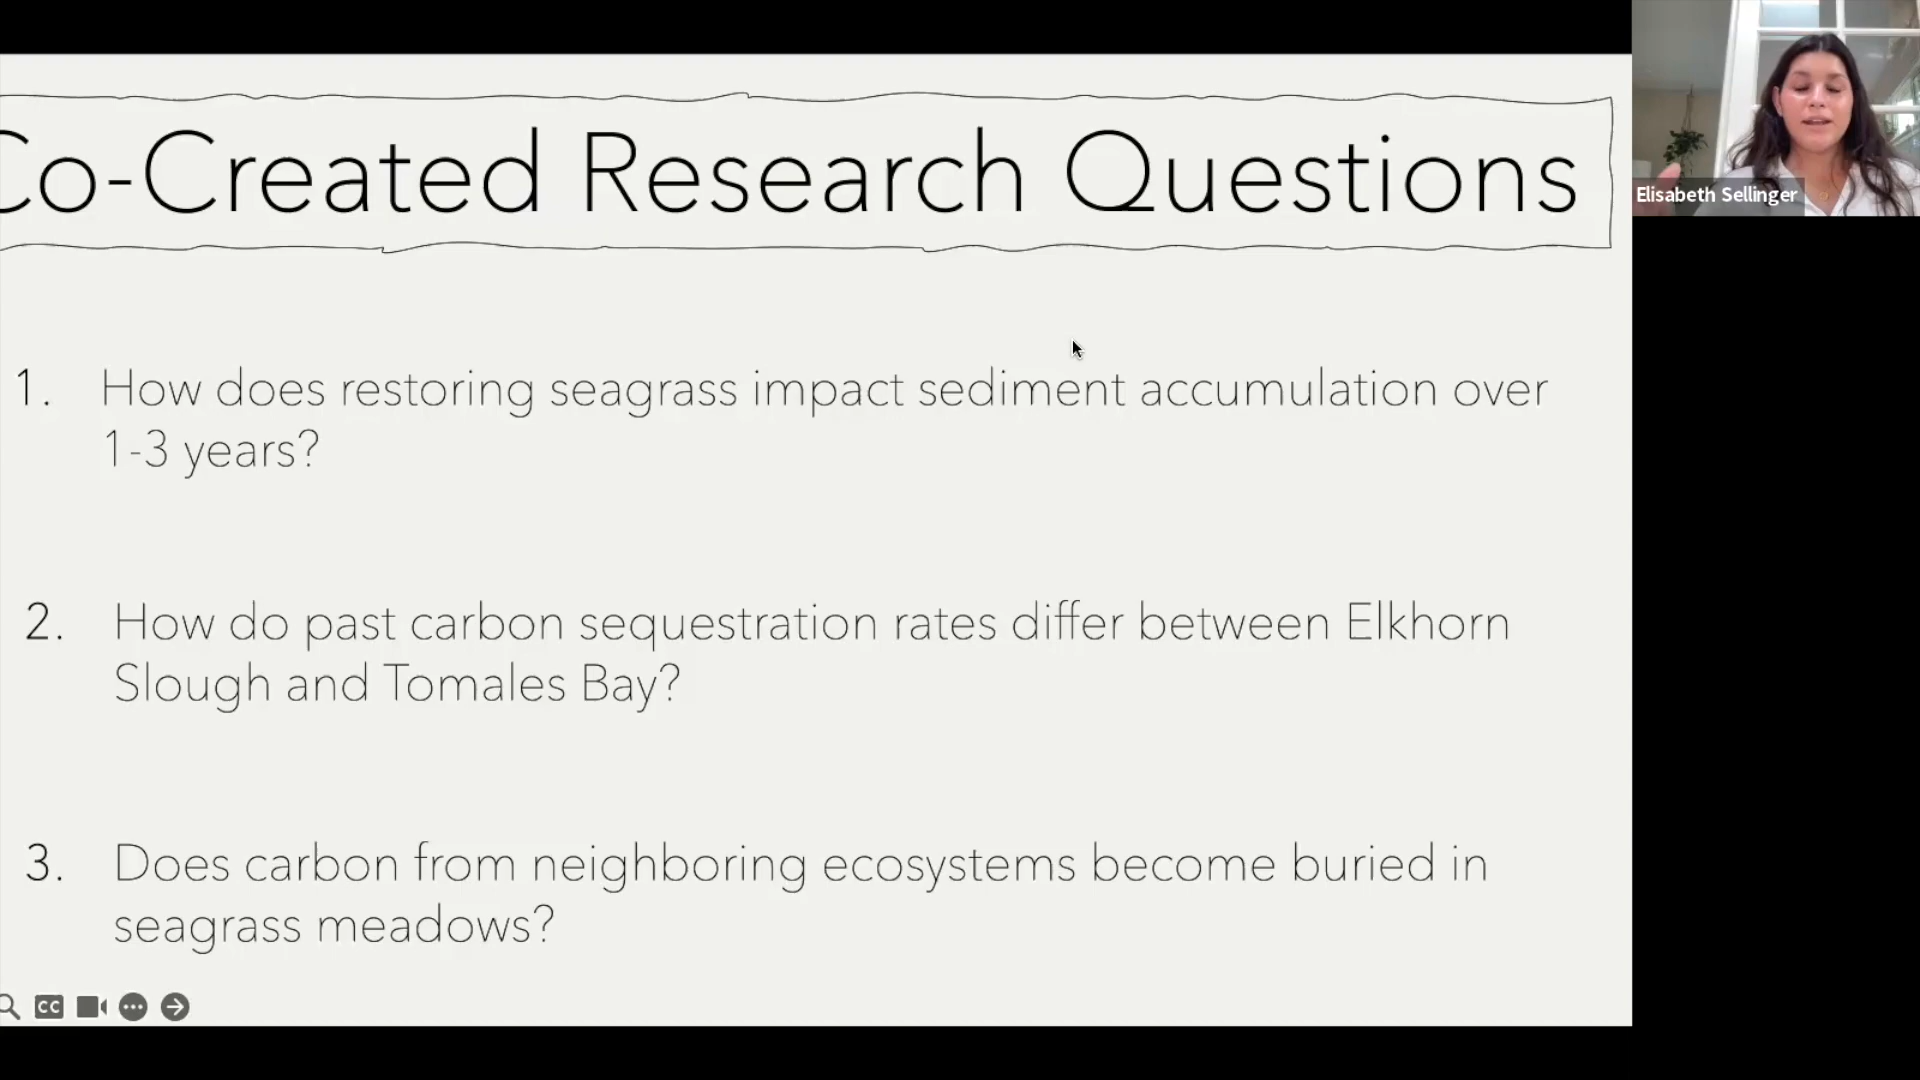 Co-Created Research Questions
Elisabeth Sellinger
1. How does restoring seagrass impact sediment accumulation over
1-3 years?
2. How do past carbon sequestration rates differ between Elkhorn
Slough and Tomales Bay?
3. Does carbon from neighboring ecosystems become buried in
seagrass meadows?
CC